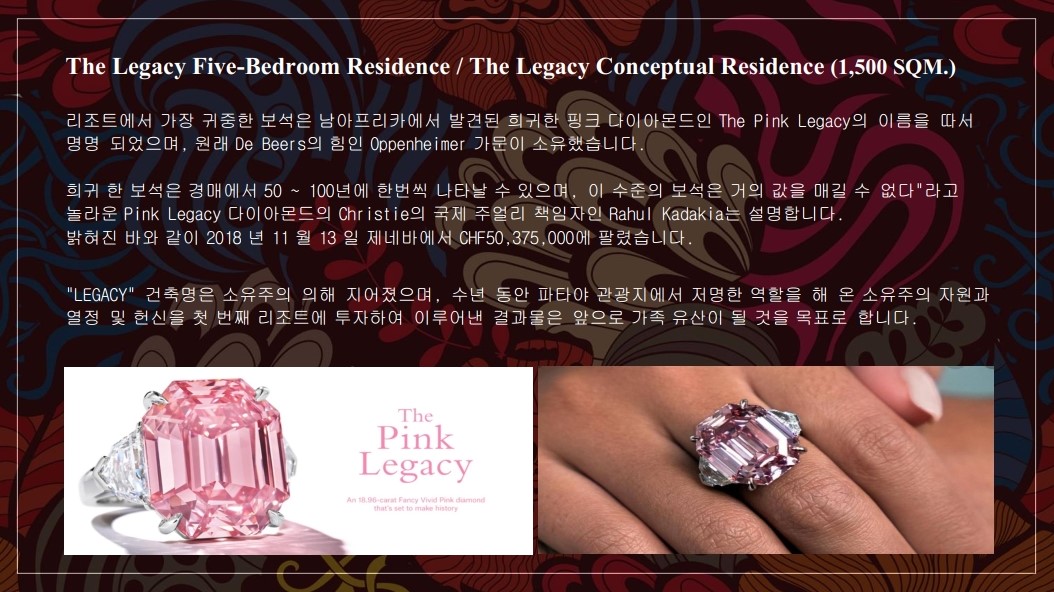 The Legacy Five-Bedroom Residence / The Legacy Conceptual Residence (1,500 SQM.)
리조트에서 가장 귀중한 보석은 남아프리카에서 발견된 희귀한 핑크 다이아몬드인 The Pink Legacy의 이름을 따서
명명 되었으며, 원래 De Beers의 힘인 Oppenheimer 가문이 소유했습니다.
희귀 한 보석은 경매에서 50 ~ 100년에 한번씩 나타날 수 있으며, 이 수준의 보석은 거의 값을 매길 수 없다"라고
놀라운 Pink Legacy 다이아몬드의 Christie의 국제 주얼리 책임자인 Rahul Kadakia는 설명합니다.
밝혀진 바와 같이 2018 년 11 월 13 일 제네바에서 CHF50,375,000에 팔렸습니다.
"LEGACY" 건축명은 소유주의 의해 지어졌으며, 수년 동안 파타야 관광지에서 저명한 역할을 해 온 소유주의 자원과
열정 및 헌신을 첫 번째 리조트에 투자하여 이루어낸 결과물은 앞으로 가족 유산이 될 것을 목표로 합니다.
The
Pink
Legacy
An 18.96-carat Fancy Vivid Pink diamond
that's set to make history